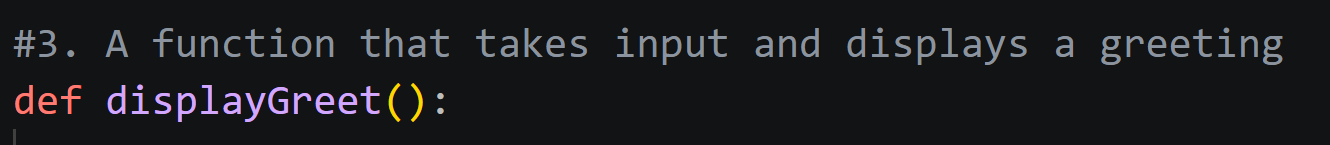 #3. A function that takes input and displays a greeting
def displayGreet():